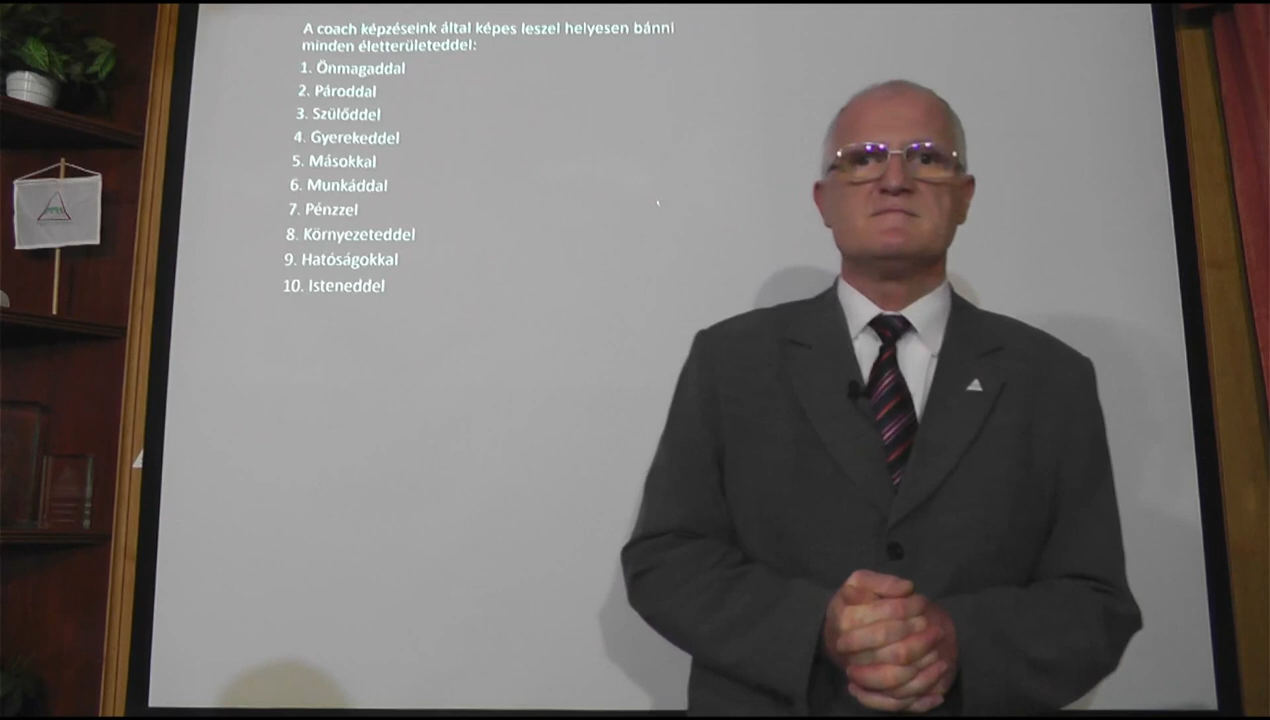 A coach képzéseink által képes leszel helyesen bánni
minden életterületeddel:
1. Önmagaddal
2. Pároddal
3. Szülőddel
4. Gyerekeddel
5. Másokkal
6. Munkáddal
7. Pénzzel
8. Környezeteddel
9. Hatóságokkal
10. Isteneddel